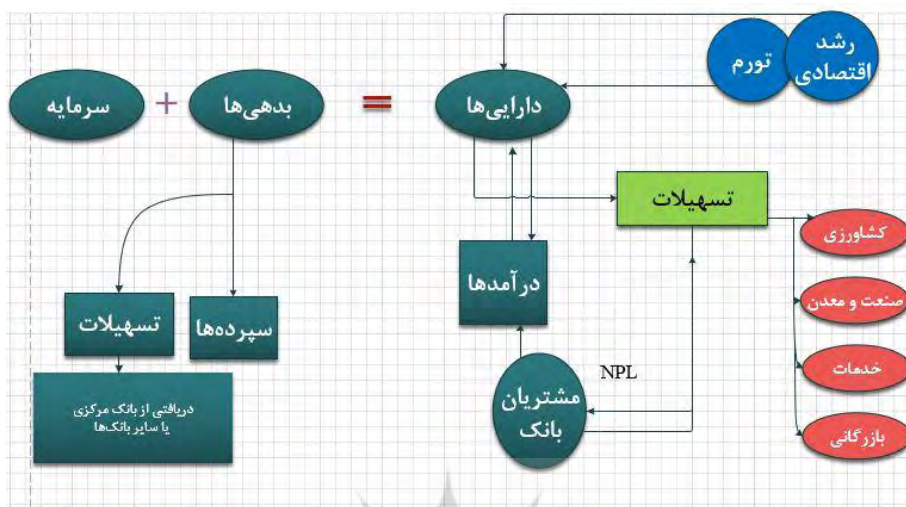 رشد
اقتصادی
تورم
دارایی‌ها
=
بدهی‌ها
+
سرمایه
تسهیلات
کشاورزی
صنعت و معدن
خدمات
بازرگانی
درآمدها
NPL
مشتریان
بانک
سپرده‌ها
تسهیلات
دریافتی از بانک مرکزی
یا سایر بانک‌ها